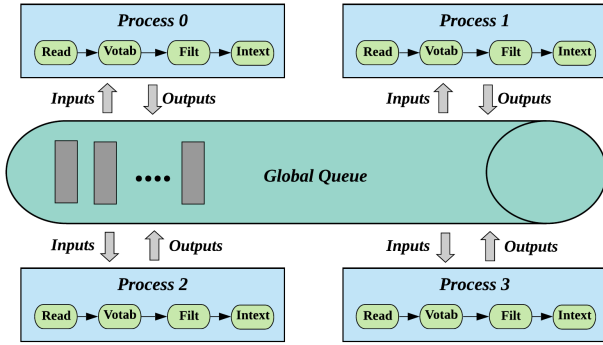 Process 0
Read Votab Filt Intext
Process 1
Read Votab Filt Intext
Inputs Outputs
Inputs Outputs
Global Queue
Inputs Outputs
Inputs Outputs
Process 2
Read Votab Filt Intext
Process 3
Read Votab Filt Intext